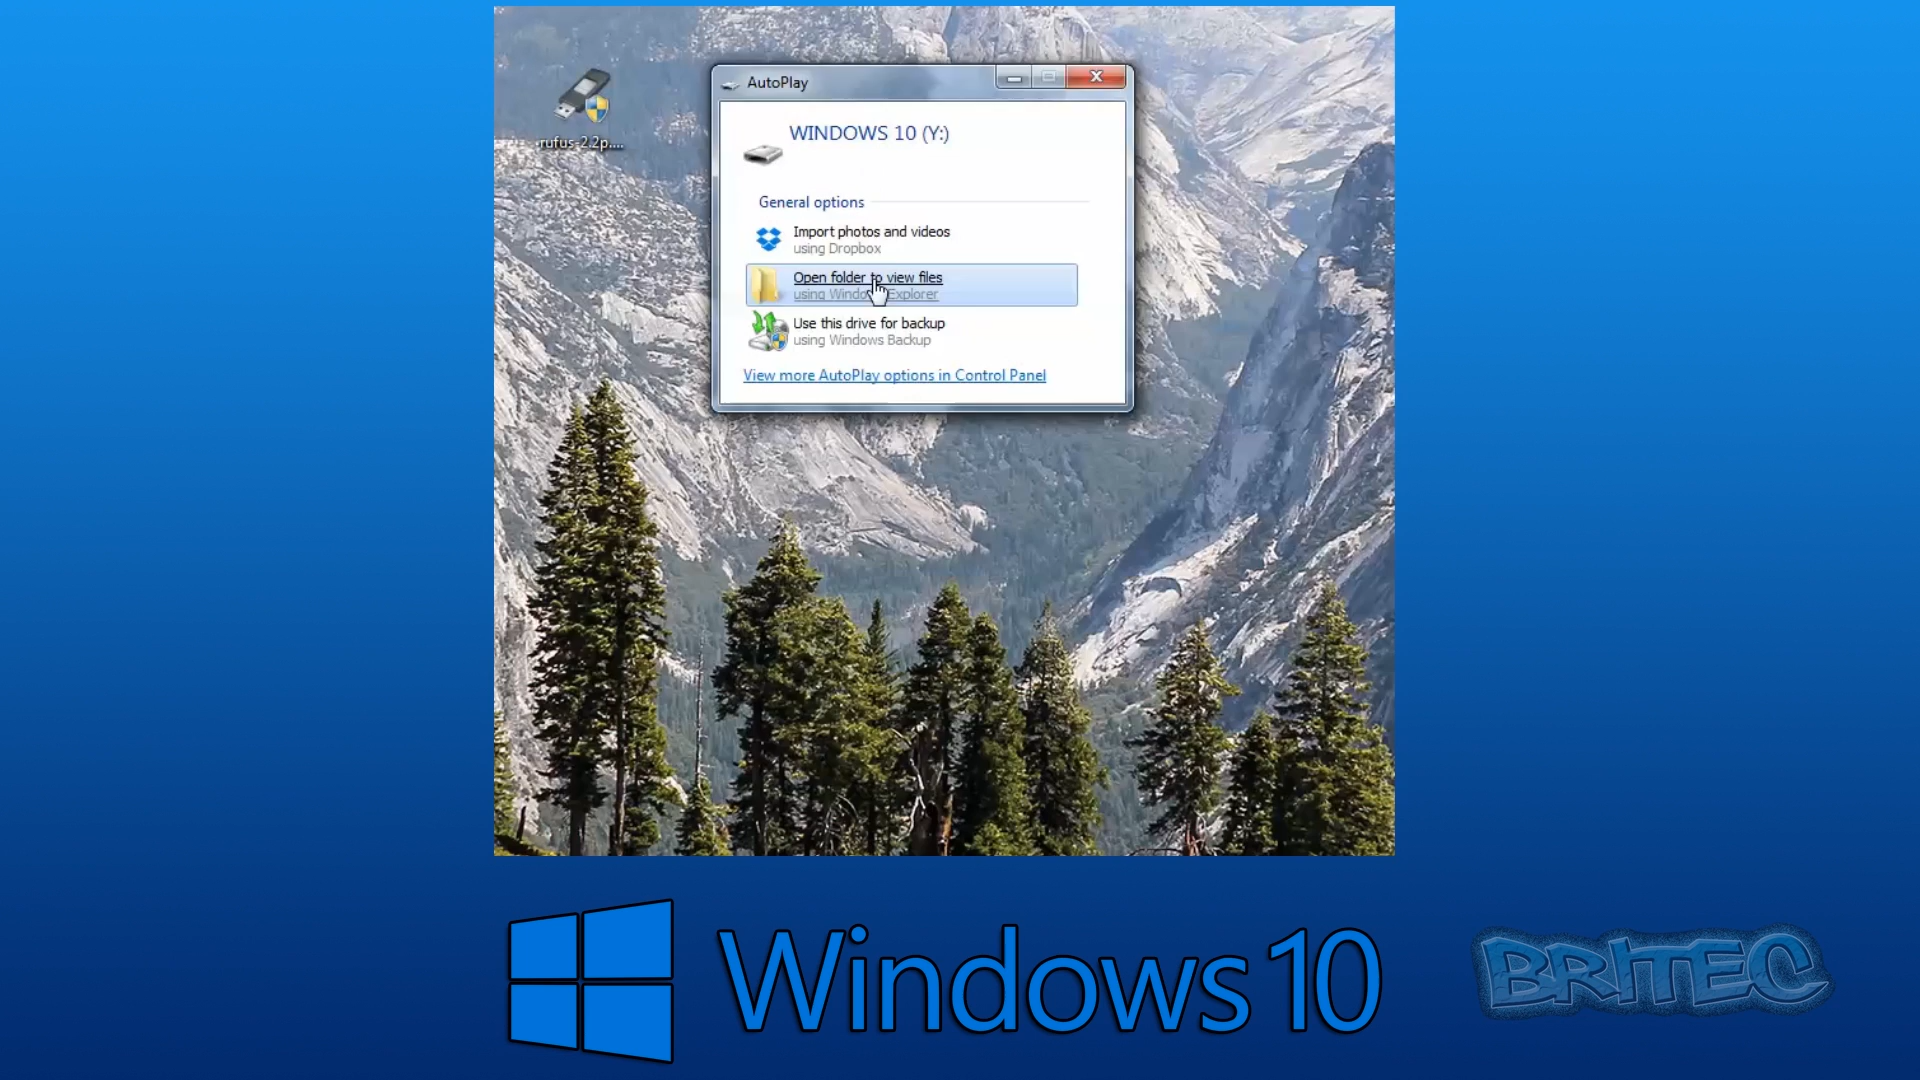 rufus-2.2p....
AutoPlay
WINDOWS 10 (Y:)
General options
Import photos and videos
using Dropbox
Open folder to view files
using Windo Explorer
Use this drive for backup
using Windows Backup
View more AutoPlay options in Control Panel
Windows 10
BRITEC